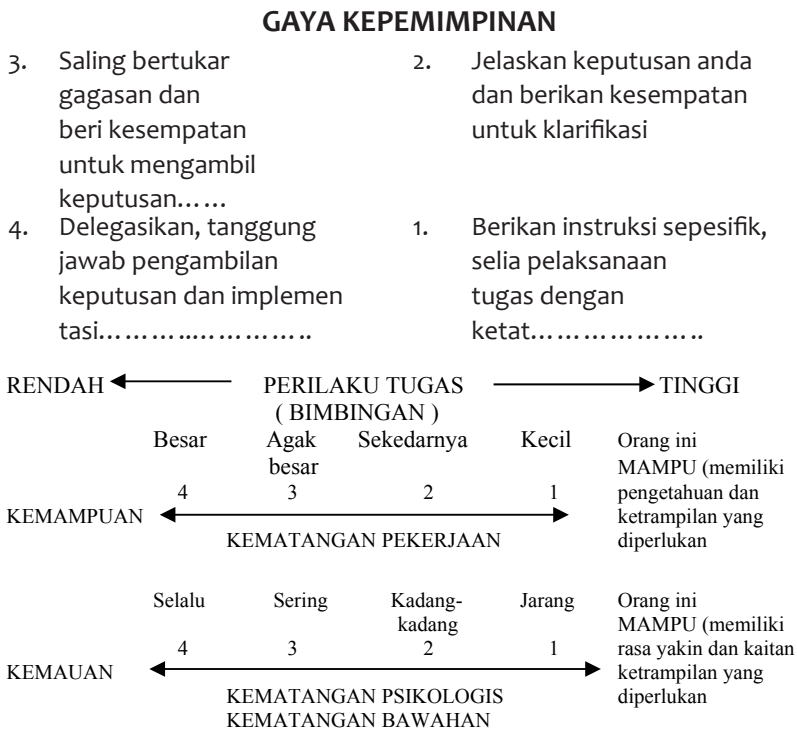 GAYA KEPEMIMPINAN
3. Saling bertukar
gagasan dan
beri kesempatan
untuk mengambil
keputusan……
2. Jelaskan keputusan anda
dan berikan kesempatan
untuk klarifikasi
4. Delegasikan, tanggung
jawab pengambilan
keputusan dan implemen
tasi………..…………..
1. Berikan instruksi sepesifik,
selia pelaksanaan
tugas dengan
ketat………………..
RENDAH PERILAKU TUGAS TINGGI
( BIMBINGAN )
Besar Agak besar Sekedarnya Kecil
4 3 2 1
KEMAMPUAN
KEMATANGAN PEKERJAAN
Orang ini
MAMPU (memiliki
pengetahuan dan
ketrampilan yang
diperlukan
Selalu Sering Kadang-kadang Jarang
4 3 2 1
KEMAUAN
KEMATANGAN PSIKOLOGIS
KEMATANGAN BAWAHAN
Orang ini
MAMPU (memiliki
rasa yakin dan kaitan
ketrampilan yang
diperlukan